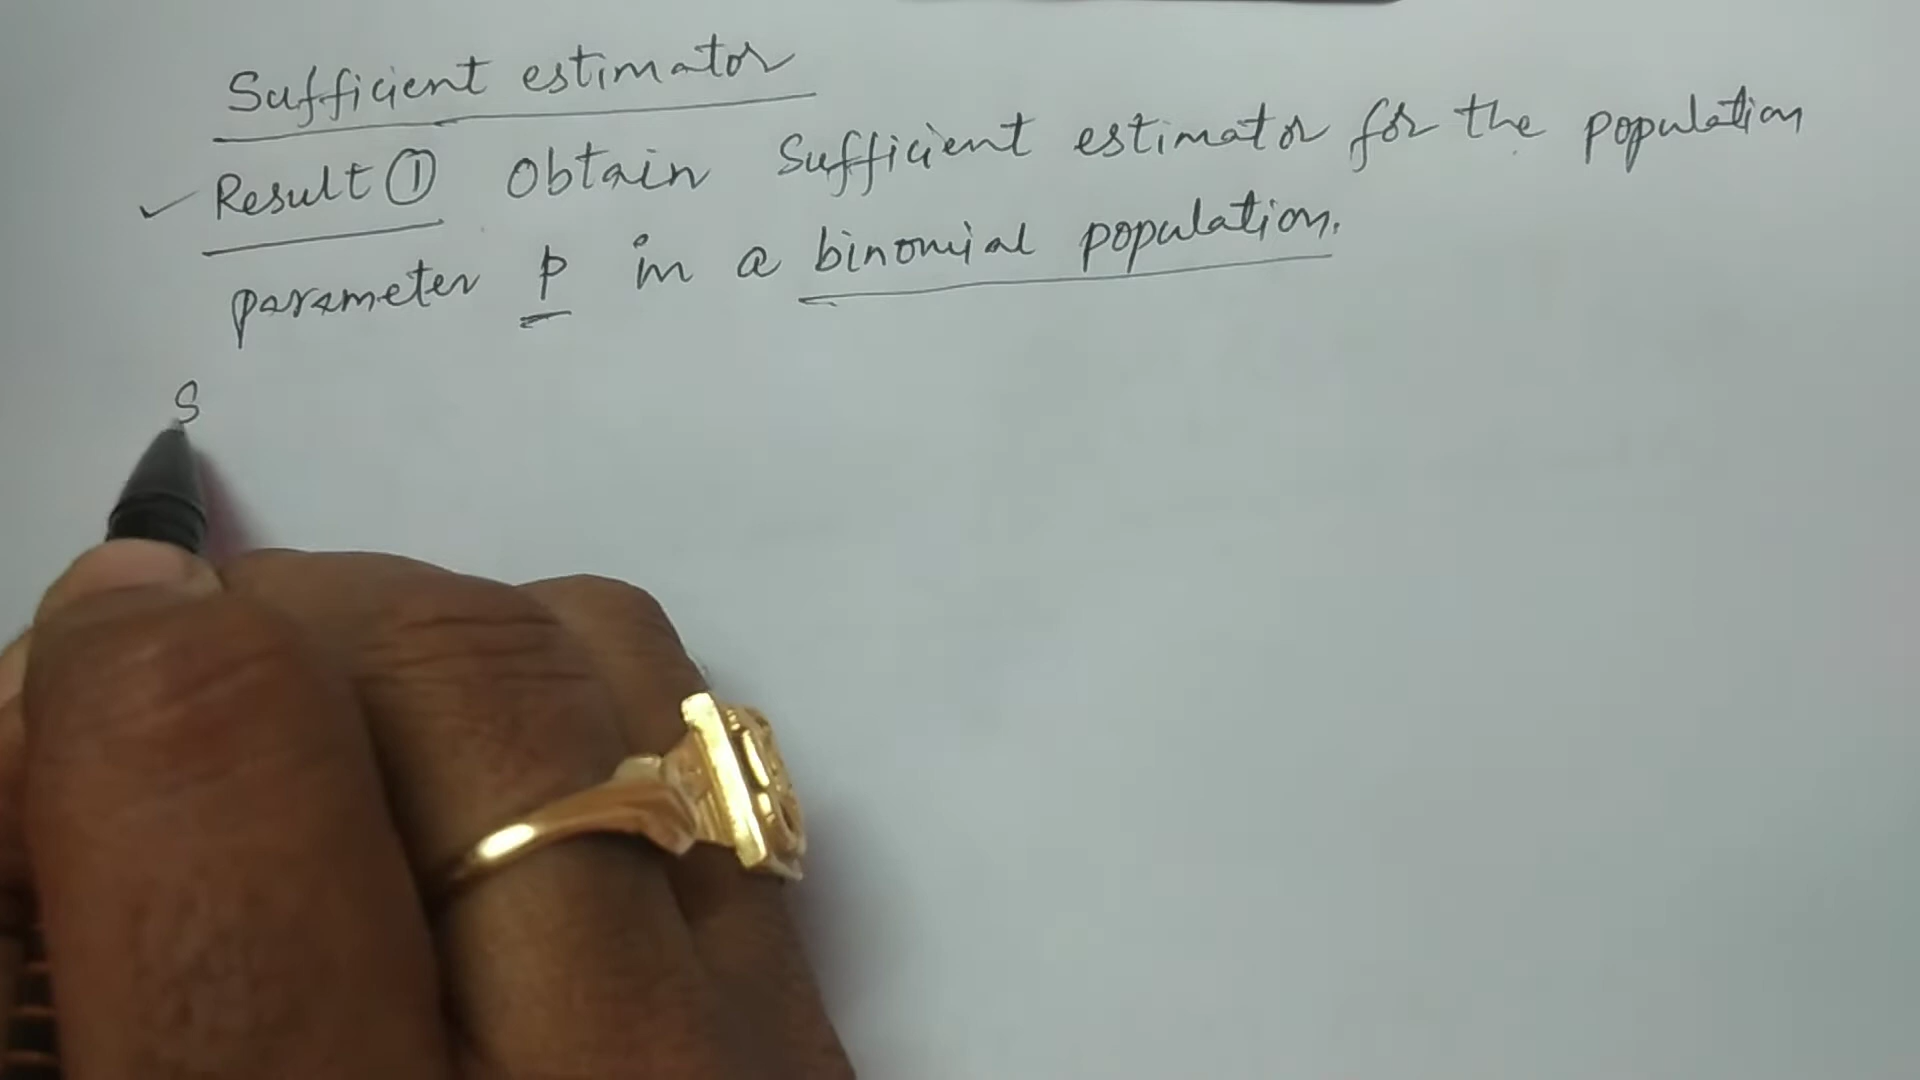 Sufficient estimator
Result ① Obtain Sufficient estimator for the population
parameter p in a binomial population.
S